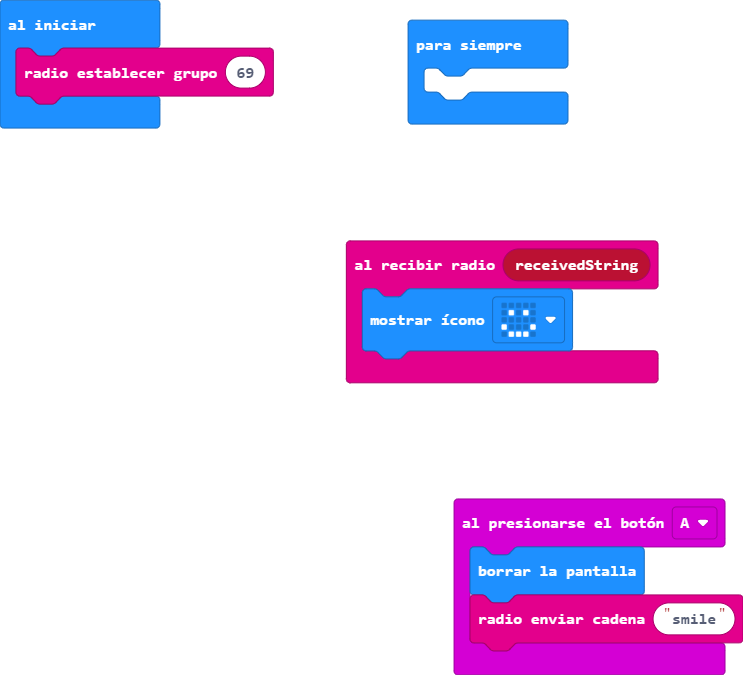 al iniciar
radio establecer grupo 69
para siempre
al recibir radio receivedString
mostrar ícono
al presionarse el botón A
borrar la pantalla
radio enviar cadena "smile"